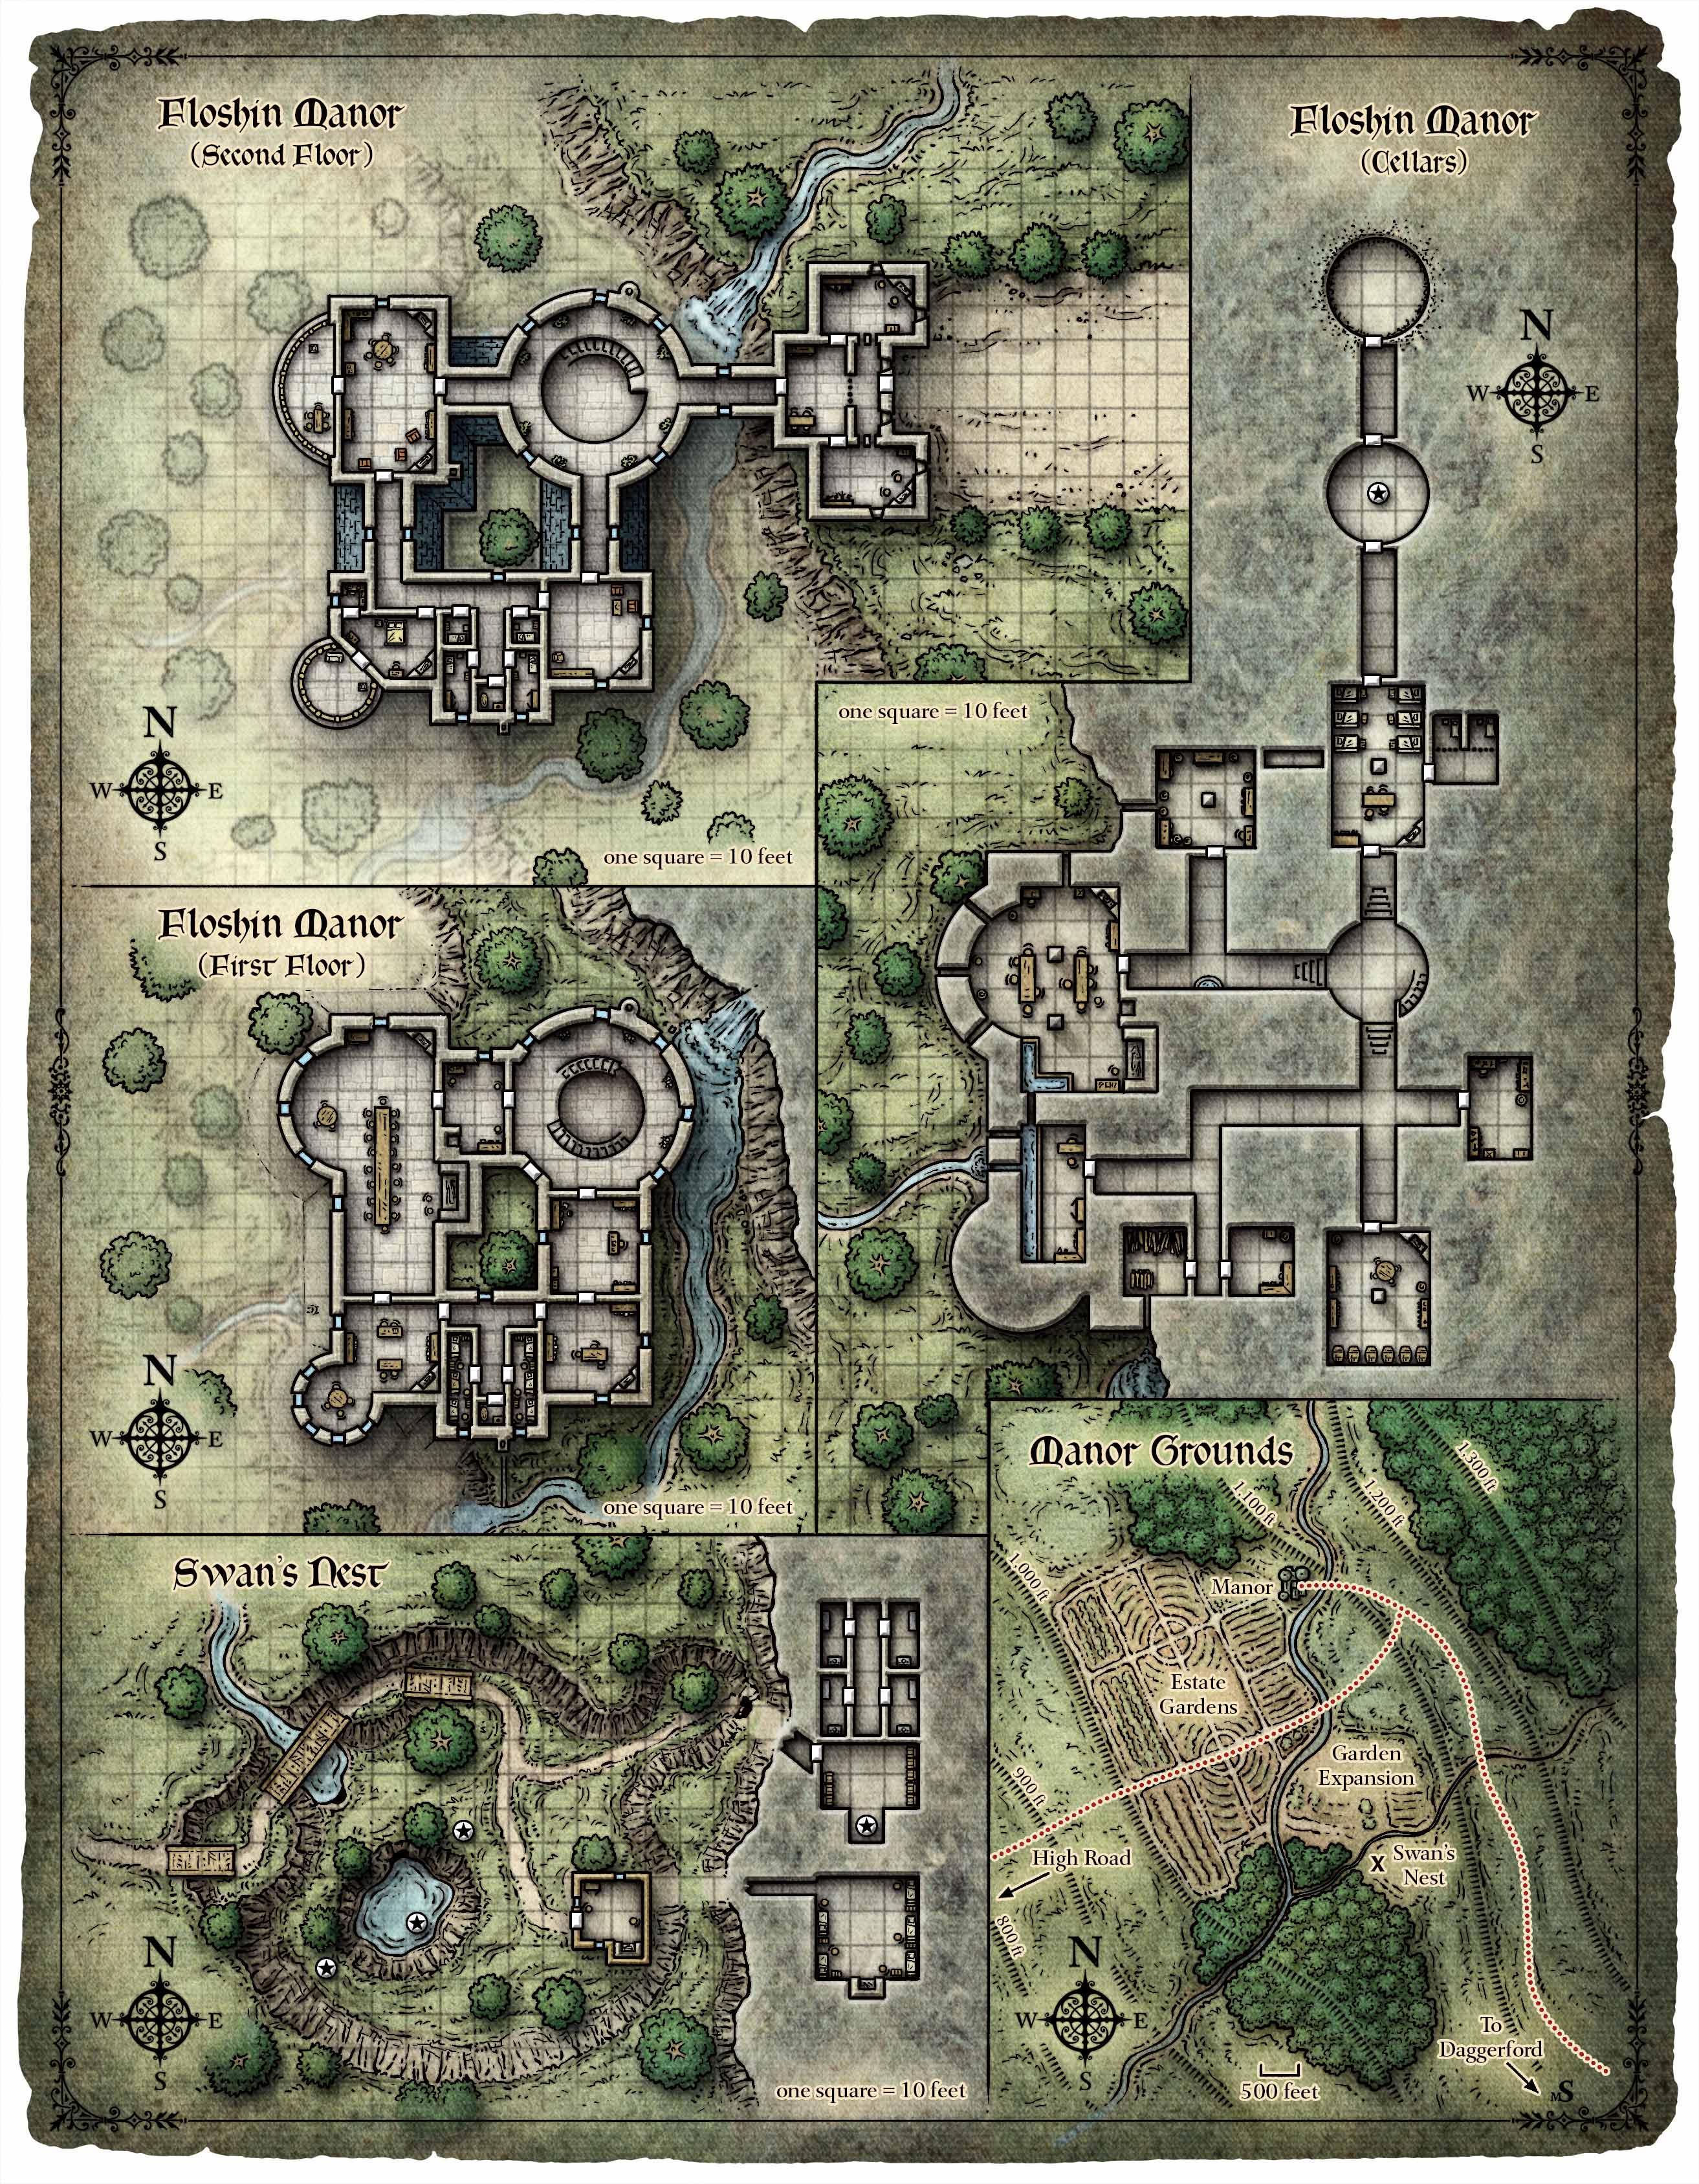 Floshin Manor
(Second Floor)
N
W E
S
one square = 10 feet
Floshin Manor
(Cellars)
N
W E
S
one square = 10 feet
Floshin Manor
(First Floor)
N
W E
S
one square = 10 feet
Swan's Nest
N
W E
S
one square = 10 feet
Manor Grounds
1,300 ft
1,200 ft
1,100 ft
1,000 ft
Manor
Estate
Gardens
Garden
Expansion
900 ft
High Road
X Swan's
Nest
800 ft
N
W E
S
To
Daggerford
500 feet
MS